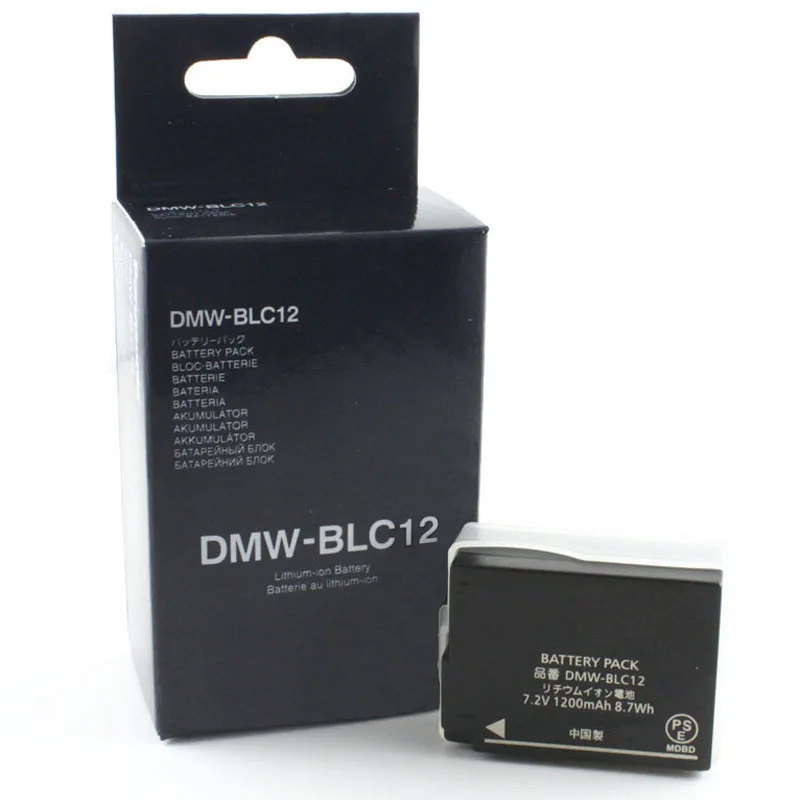 DMW-BLC12
DMW-BLC12
バッテリーパック
BATTERY PACK
BLOC-BATTERIE
BATTERIE
BATERIA
BATTERIA
AKUMULATOR
AKUMULÁTOR
AKKUMULÁTOR
БАТАРЕЙНЫЙ БЛОК
БАТАРЕЙНИЙ БЛОК
DMW-BLC12
Lithium-ion Battery
Batterie au lithium-ion
BATTERY PACK
品番 DMW-BLC12
リチウムイオン電池
7.2V 1200mAh 8.7Wh
中国製
PS
E
MDBD